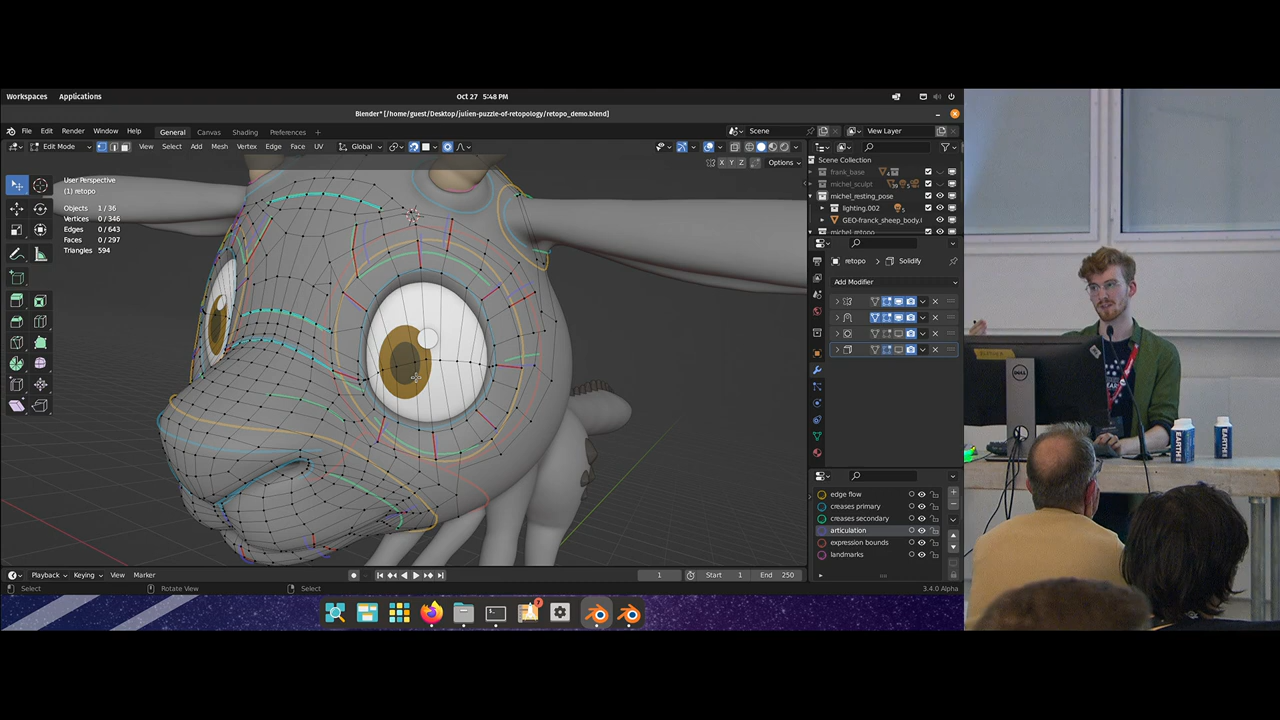 Workspaces Applications Oct 27 5:48 PM
Blender* [/home/guest/Desktop/julien-puzzle-of-retopology/retopo_demo.blend]
File Edit Render Window Help General Canvas Shading Preferences + Scene View Layer
Edit Mode View Select Add Mesh Vertex Edge Face UV Global
X Y Z Options
User Perspective
(1) retopo
Objects 1/36
Vertices 0/346
Edges 0/643
Faces 0/297
Triangles 594
Scene Collection
frank_base
michel_sculpt
michel_resting_pose
lighting.002
GEO-franck_sheep_body.l
michel_retopo
retopo > Solidify
Add Modifier
edge flow
creases primary
creases secondary
articulation
expression bounds
landmarks
Playback Keying View Marker 1 Start 1 End 250
Select Rotate View Select 3.4.0 Alpha
DELL
EARTH
EARTH